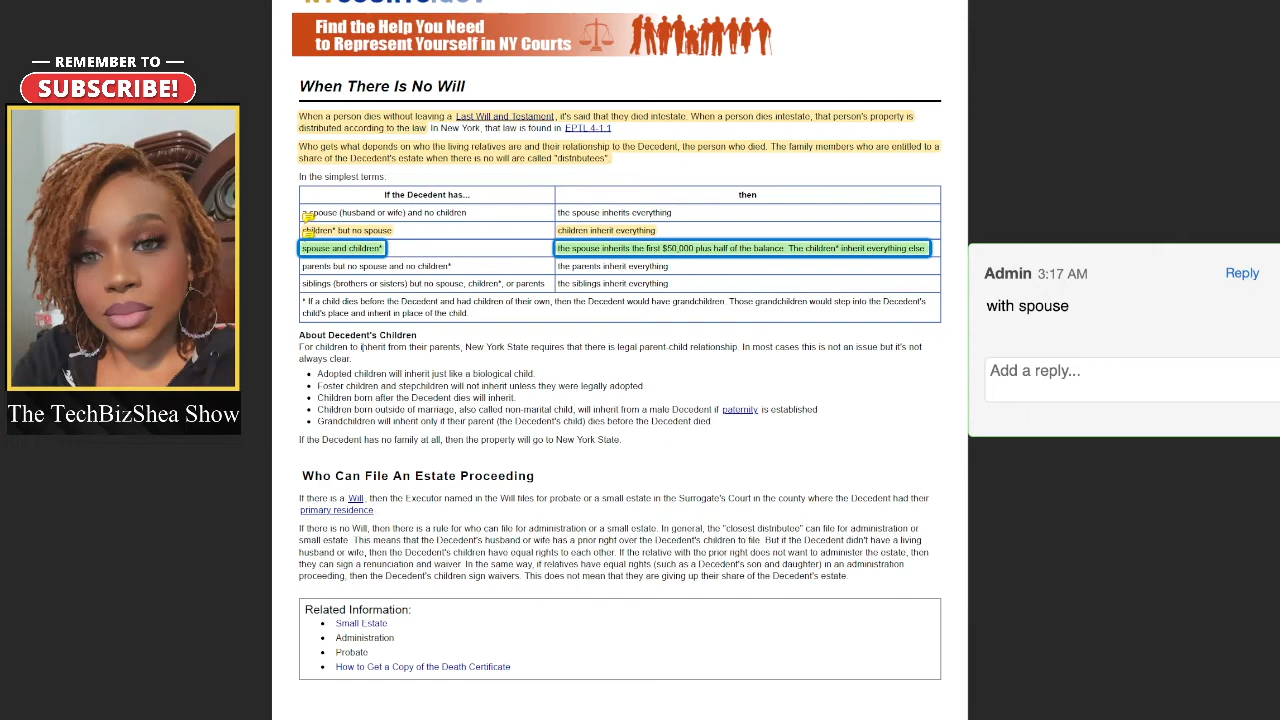 REMEMBER TO
SUBSCRIBE!
The TechBizShea Show
Find the Help You Need
to Represent Yourself in NY Courts
When There Is No Will
When a person dies without leaving a Last Will and Testament, it's said that they died intestate. When a person dies intestate, that person's property is
distributed according to the law. In New York, that law is found in EPTL 4-1.1
Who gets what depends on who the living relatives are and their relationship to the Decedent, the person who died. The family members who are entitled to a
share of the Decedent's estate when there is no will are called "distributees".
In the simplest terms:
If the Decedent has... then
spouse (husband or wife) and no children the spouse inherits everything
children* but no spouse children inherit everything
spouse and children* the spouse inherits the first $50,000 plus half of the balance. The children* inherit everything else.
parents but no spouse and no children* the parents inherit everything
siblings (brothers or sisters) but no spouse, children*, or parents the siblings inherit everything
* If a child dies before the Decedent and had children of their own, then the Decedent would have grandchildren. Those grandchildren would step into the Decedent's
child's place and inherit in place of the child.
About Decedent's Children
For children to inherit from their parents, New York State requires that there is legal parent-child relationship. In most cases this is not an issue but it's not
always clear.
• Adopted children will inherit just like a biological child.
• Foster children and stepchildren will not inherit unless they were legally adopted.
• Children born after the Decedent dies will inherit.
• Children born outside of marriage, also called non-marital child, will inherit from a male Decedent if paternity is established
• Grandchildren will inherit only if their parent (the Decedent's child) dies before the Decedent died
If the Decedent has no family at all, then the property will go to New York State.
Who Can File An Estate Proceeding
If there is a Will, then the Executor named in the Will files for probate or a small estate in the Surrogate's Court in the county where the Decedent had their
primary residence.
If there is no Will, then there is a rule for who can file for administration or a small estate. In general, the "closest distributee" can file for administration or
small estate. This means that the Decedent's husband or wife has a prior right over the Decedent's children to file. But if the Decedent didn't have a living
husband or wife, then the Decedent's children have equal rights to each other. If the relative with the prior right does not want to administer the estate, then
they can sign a renunciation and waiver. In the same way, if relatives have equal rights (such as a Decedent's son and daughter) in an administration
proceeding, then the Decedent's children sign waivers. This does not mean that they are giving up their share of the Decedent's estate.
Related Information:
• Small Estate
• Administration
• Probate
• How to Get a Copy of the Death Certificate
Admin 3:17 AM Reply
with spouse
Add a reply...